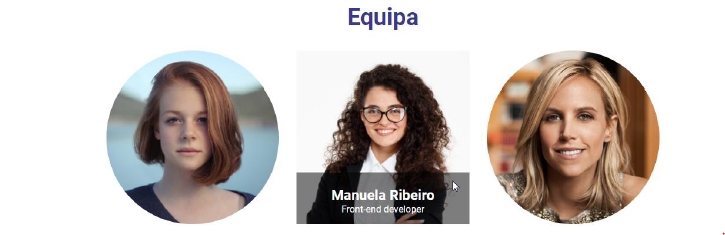 Equipa
Manuela Ribeiro
Front-end developer